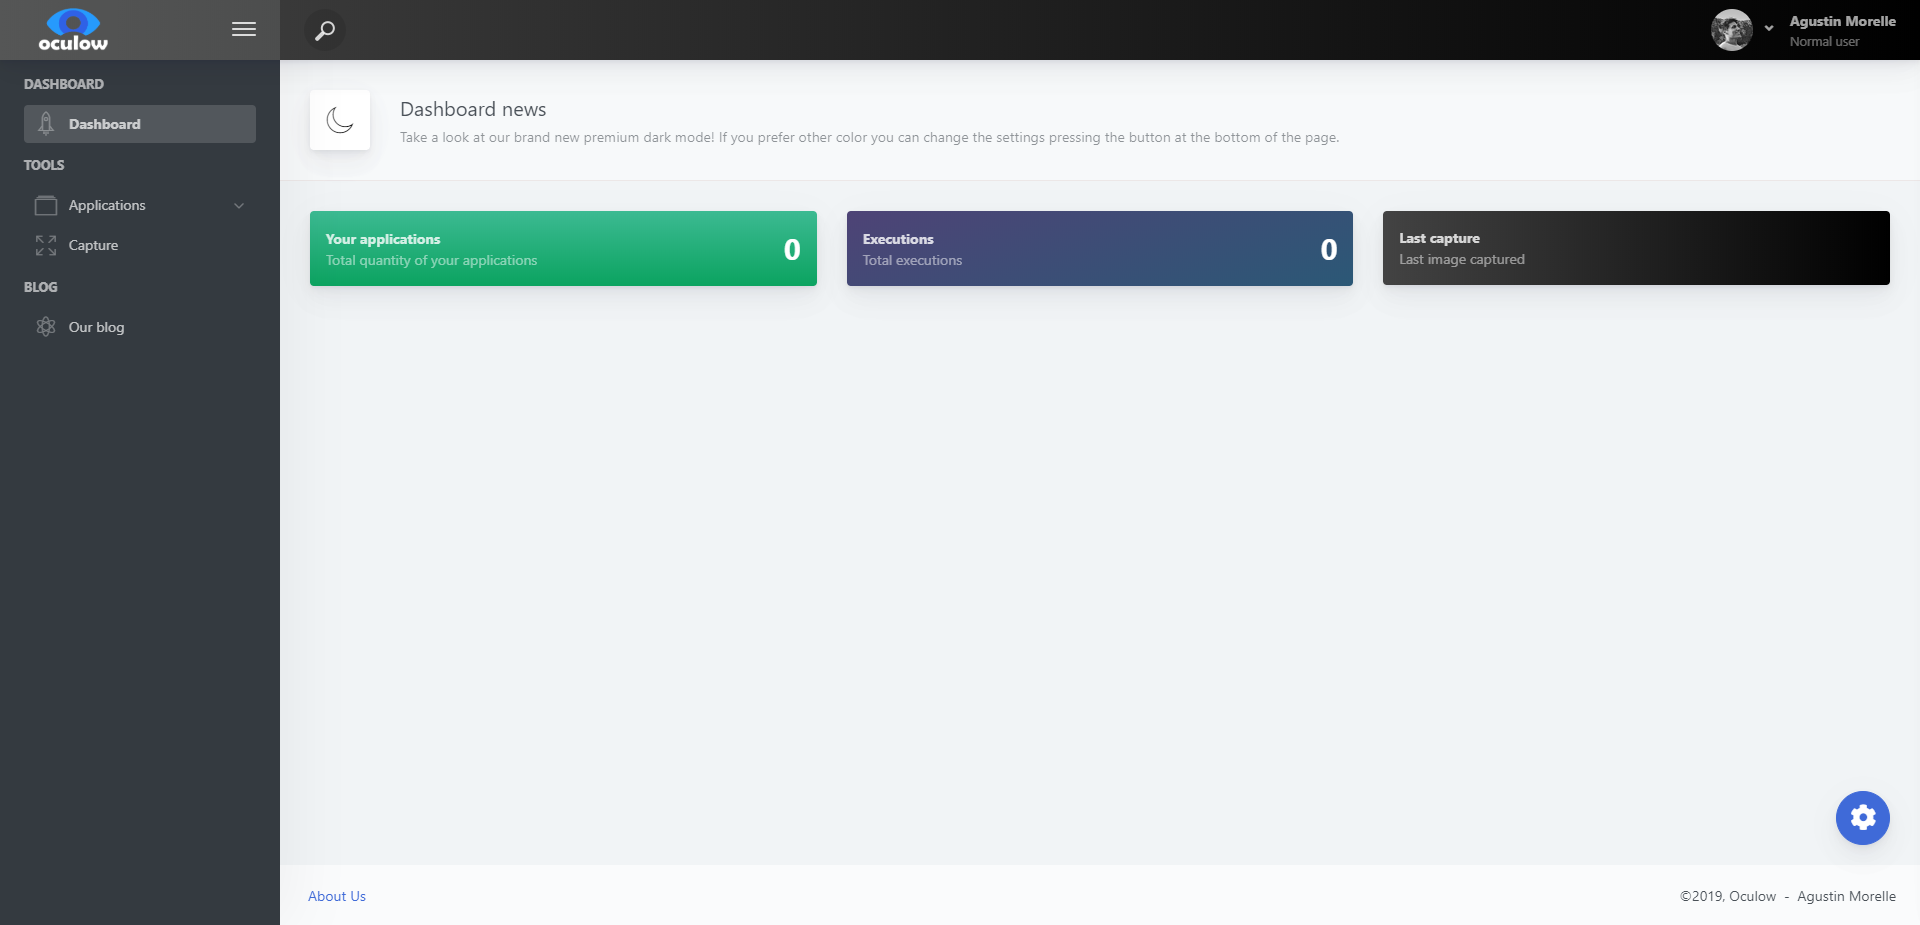 oculow
Agustin Morelle
Normal user
DASHBOARD
Dashboard
TOOLS
Applications
Capture
BLOG
Our blog
Dashboard news
Take a look at our brand new premium dark mode! If you prefer other color you can change the settings pressing the button at the bottom of the page.
Your applications
Total quantity of your applications
0
Executions
Total executions
0
Last capture
Last image captured
About Us
©2019, Oculow - Agustin Morelle